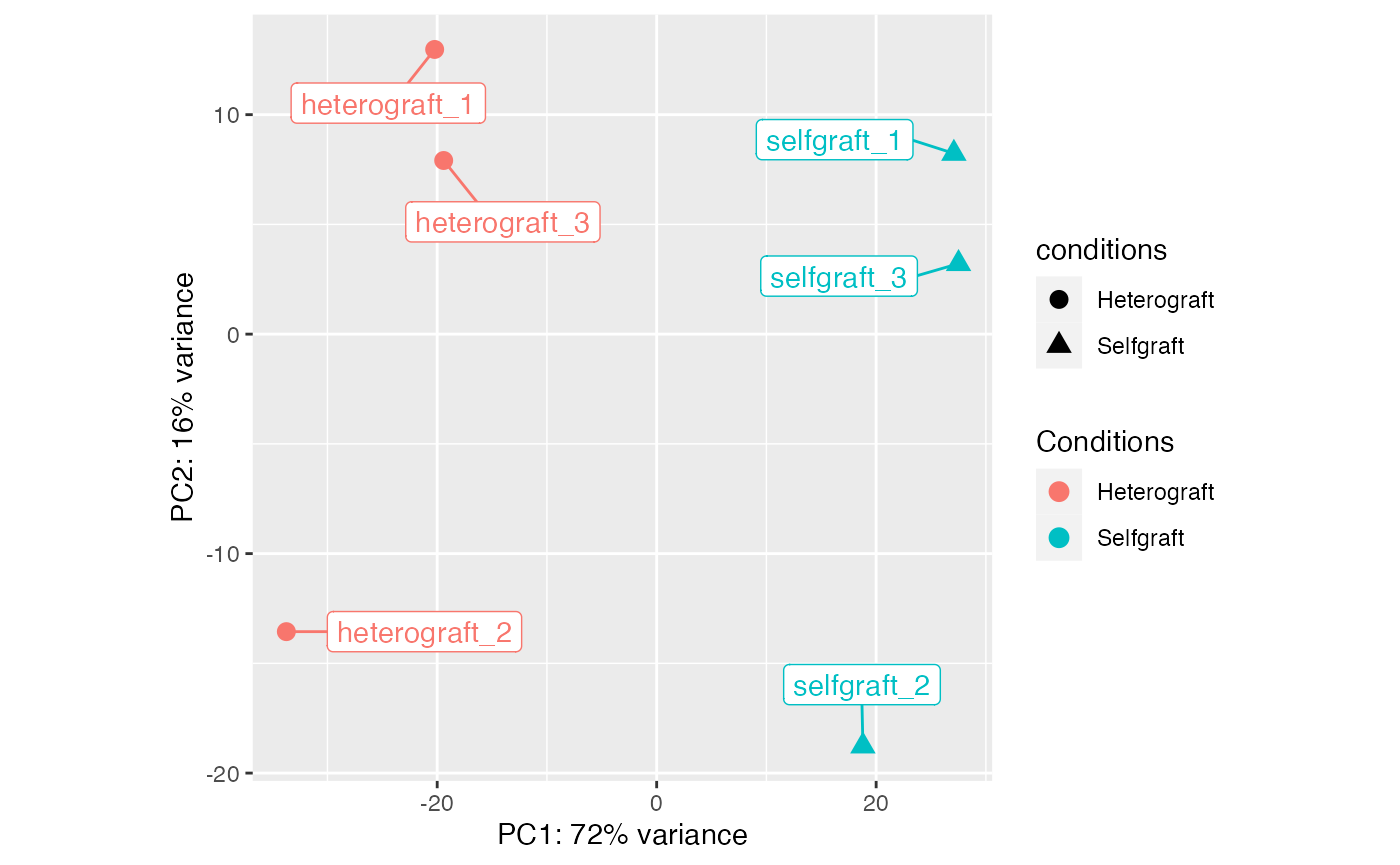 heterograft_1
10
selfgraft_1
heterograft_3
selfgraft_3
0
-10
heterograft_2
selfgraft_2
-20
-20
0
20
PC1: 72% variance
PC2: 16% variance
conditions
Heterograft
Selfgraft
Conditions
Heterograft
Selfgraft